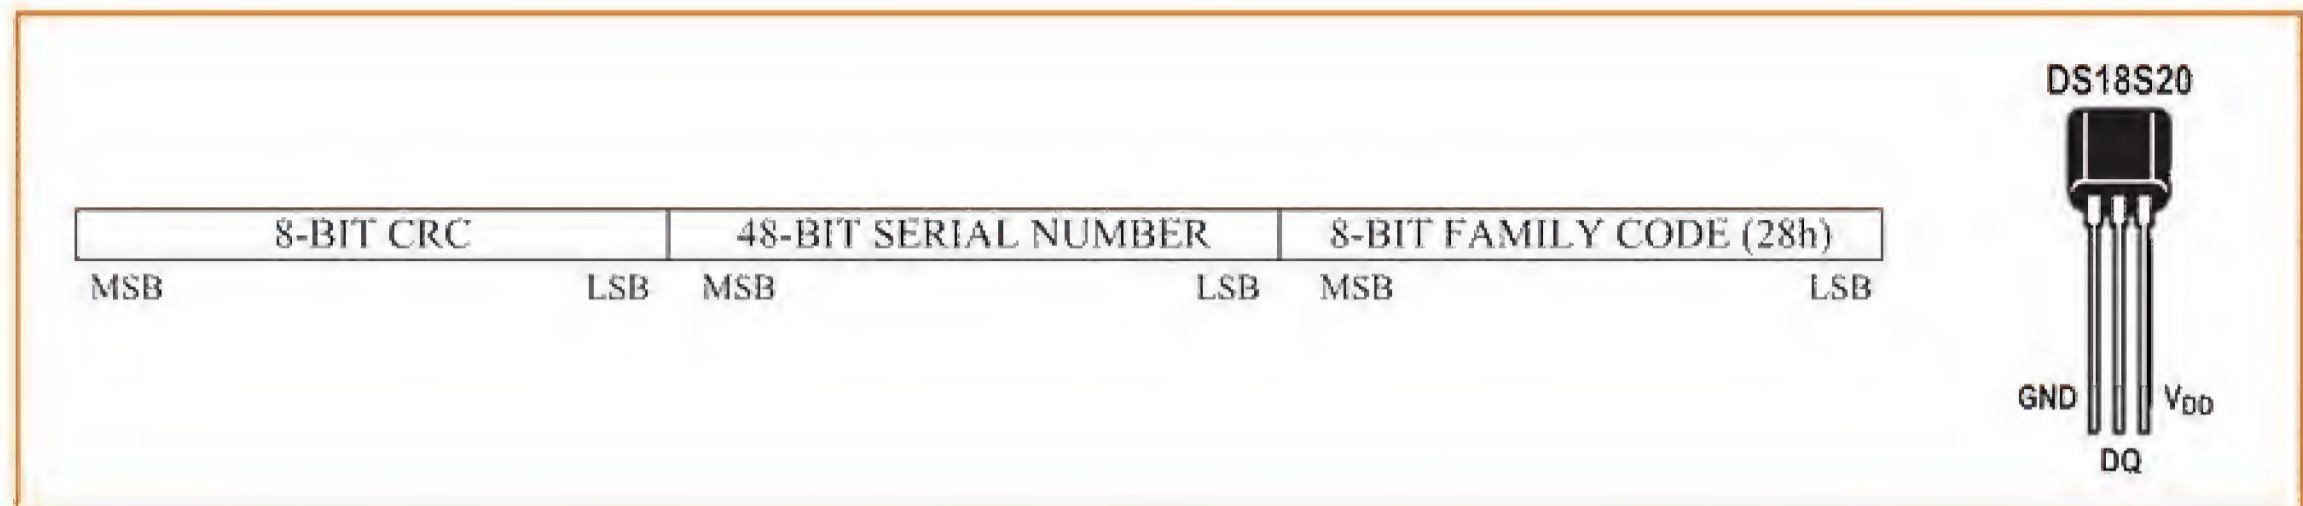 DS18S20
8-BIT CRC 48-BIT SERIAL NUMBER 8-BIT FAMILY CODE (28h)
MSB LSB MSB LSB MSB LSB
GND VDD
DQ